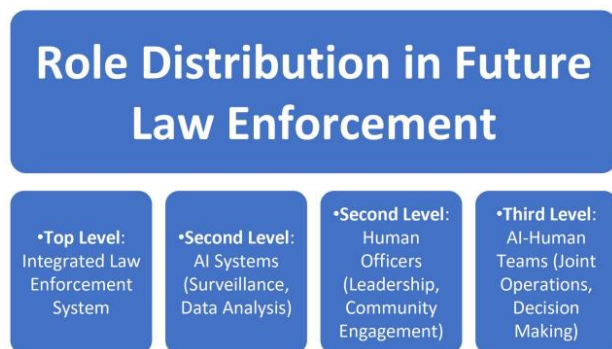 Role Distribution in Future
Law Enforcement
•Top Level:
Integrated Law
Enforcement
System
•Second Level:
AI Systems
(Surveillance,
Data Analysis)
•Second Level:
Human
Officers
(Leadership,
Community
Engagement)
•Third Level:
AI-Human
Teams (Joint
Operations,
Decision
Making)